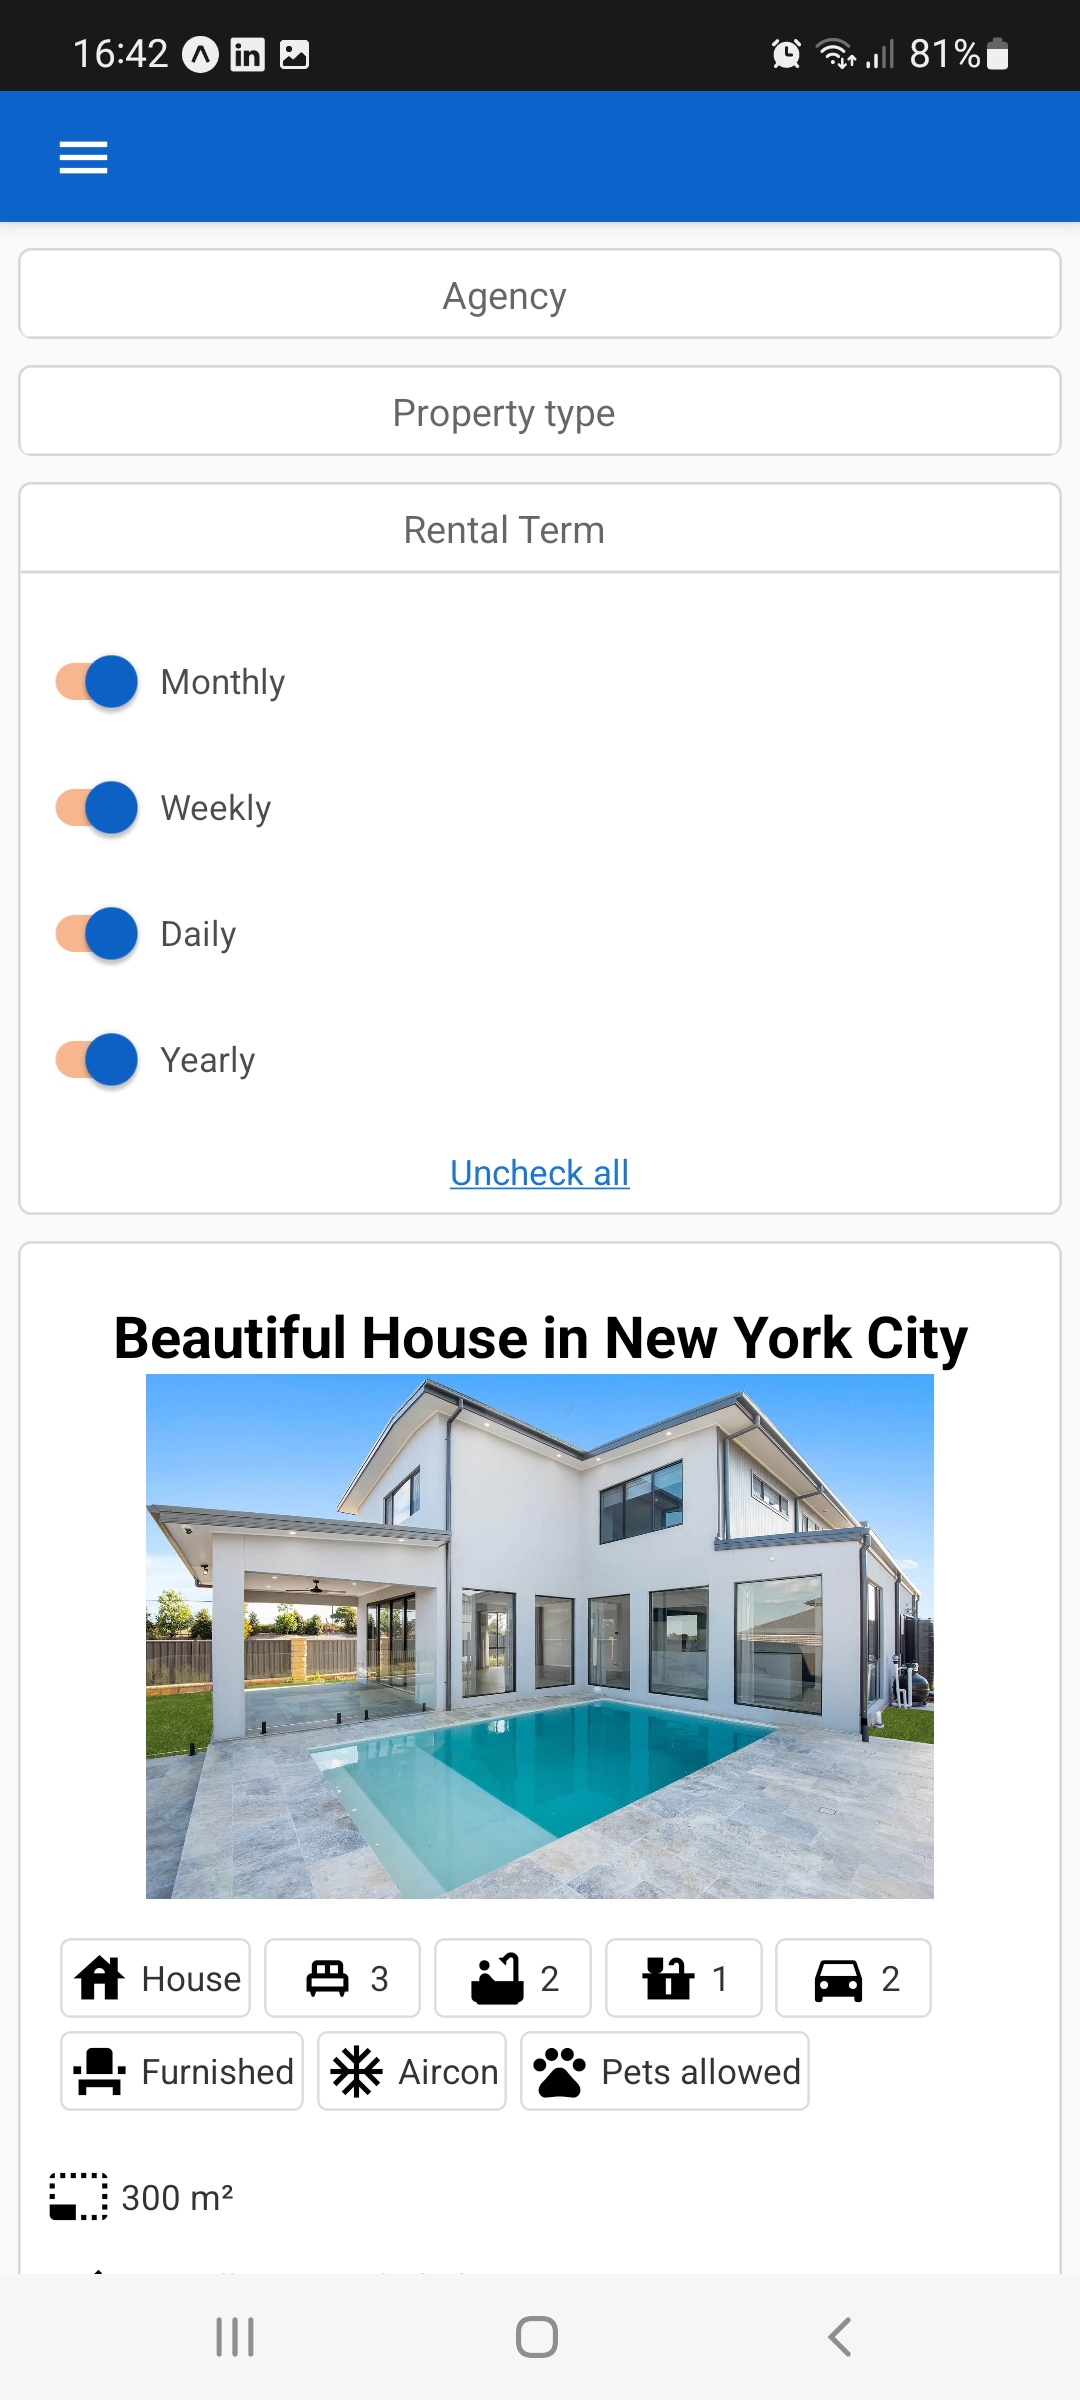 16:42 in 81%
Agency
Property type
Rental Term
Monthly
Weekly
Daily
Yearly
Uncheck all
Beautiful House in New York City
House 3 2 1 2
Furnished Aircon Pets allowed
300 m²